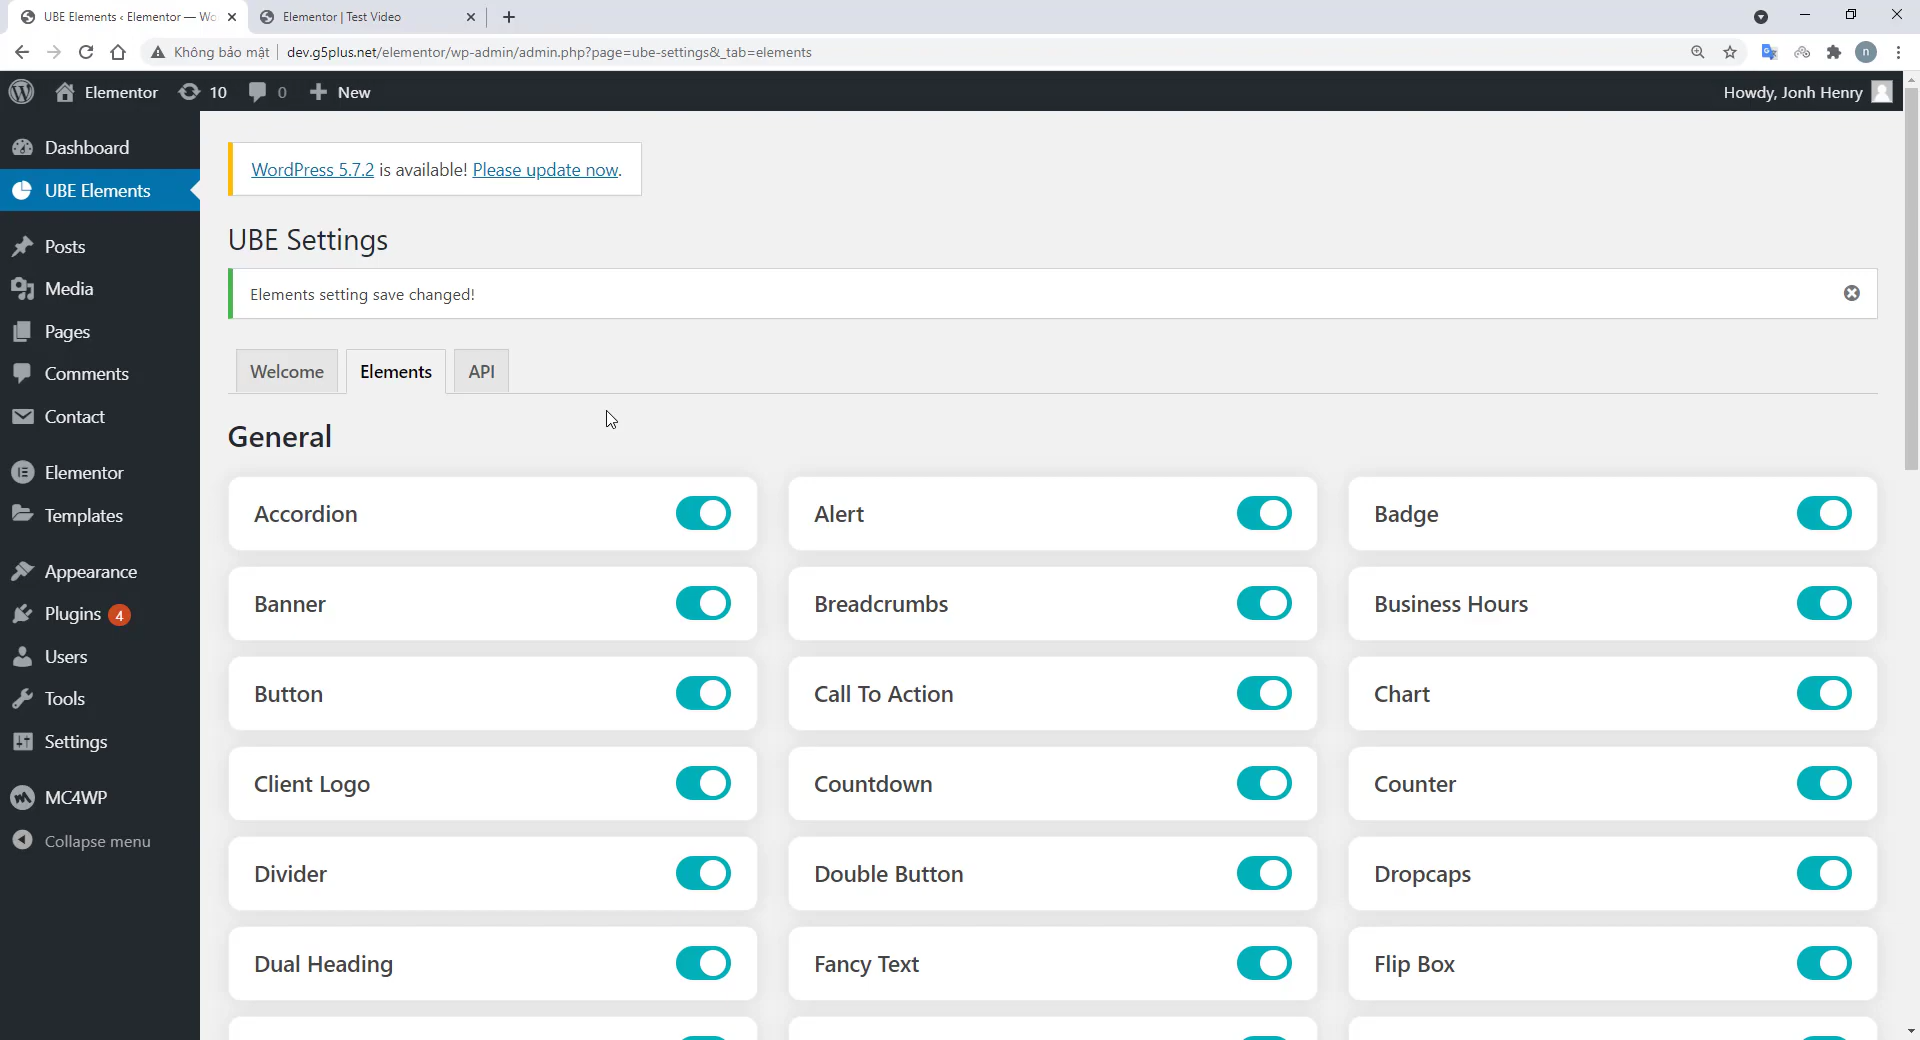 UBE Elements ‹ Elementor — Wo
Elementor | Test Video
Không bảo mật
dev.g5plus.net/elementor/wp-admin/admin.php?page=ube-settings&_tab=elements
n
Elementor
10
0
New
Howdy, Jonh Henry
Dashboard
UBE Elements
Posts
Media
Pages
Comments
Contact
Elementor
Templates
Appearance
Plugins 4
Users
Tools
Settings
MC4WP
Collapse menu
WordPress 5.7.2 is available! Please update now.
UBE Settings
Elements setting save changed!
Welcome
Elements
API
General
Accordion
Alert
Badge
Banner
Breadcrumbs
Business Hours
Button
Call To Action
Chart
Client Logo
Countdown
Counter
Divider
Double Button
Dropcaps
Dual Heading
Fancy Text
Flip Box